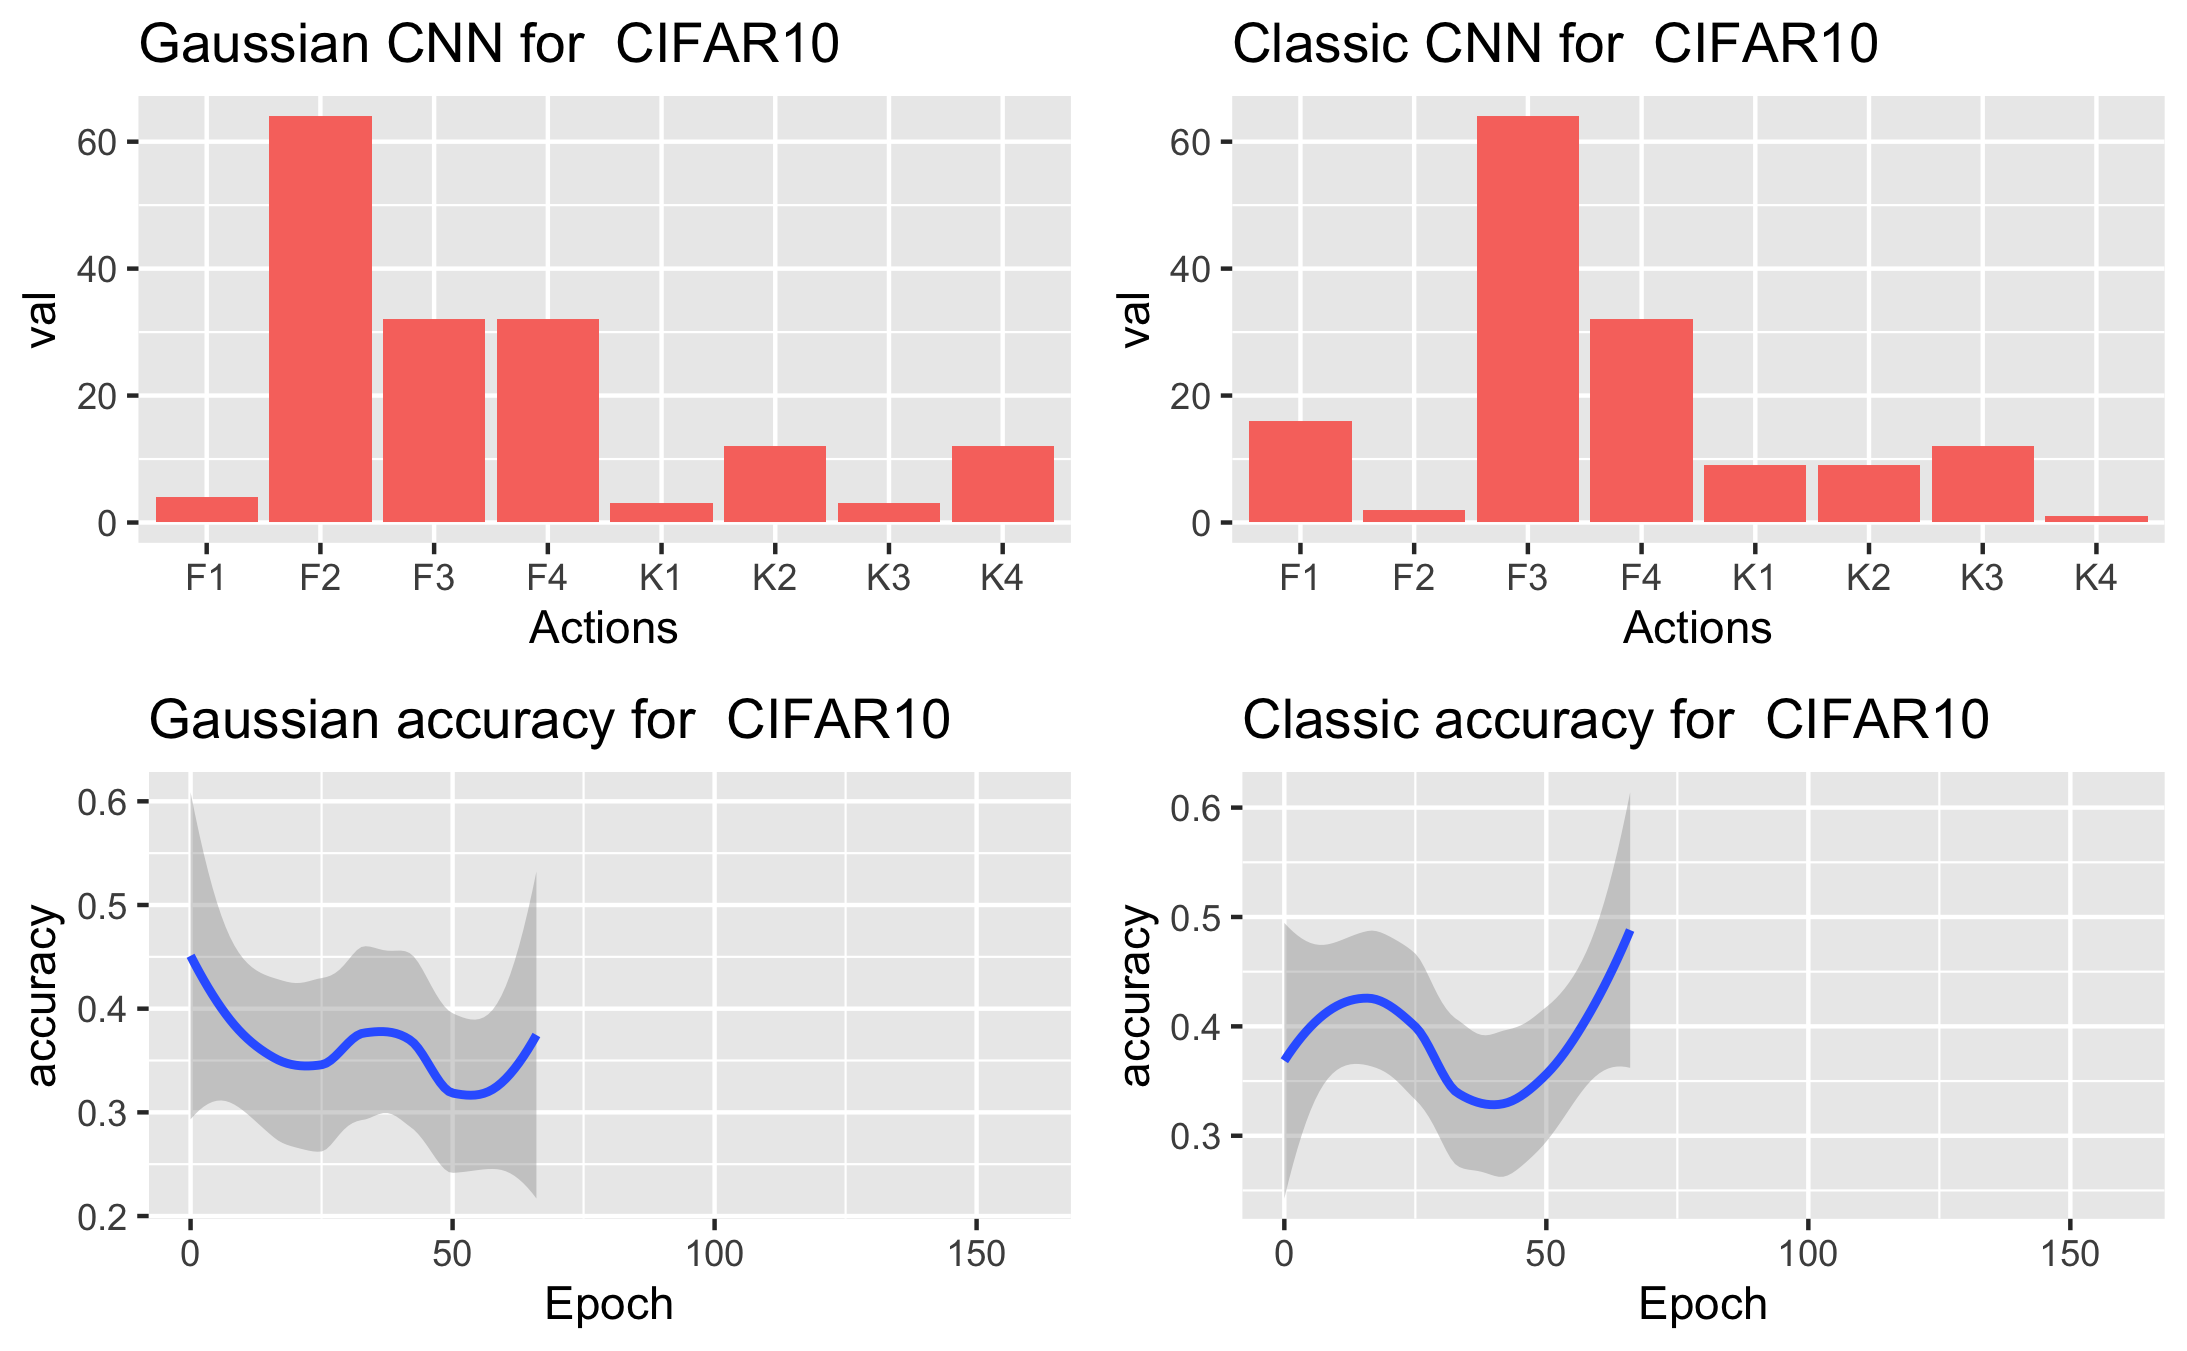 Gaussian CNN for  CIFAR10
60
40
20
0
val
F1 F2 F3 F4 K1 K2 K3 K4
Actions
Classic CNN for  CIFAR10
60
40
20
0
val
F1 F2 F3 F4 K1 K2 K3 K4
Actions
Gaussian accuracy for  CIFAR10
0.6
0.5
0.4
0.3
0.2
accuracy
0 50 100 150
Epoch
Classic accuracy for  CIFAR10
0.6
0.5
0.4
0.3
accuracy
0 50 100 150
Epoch